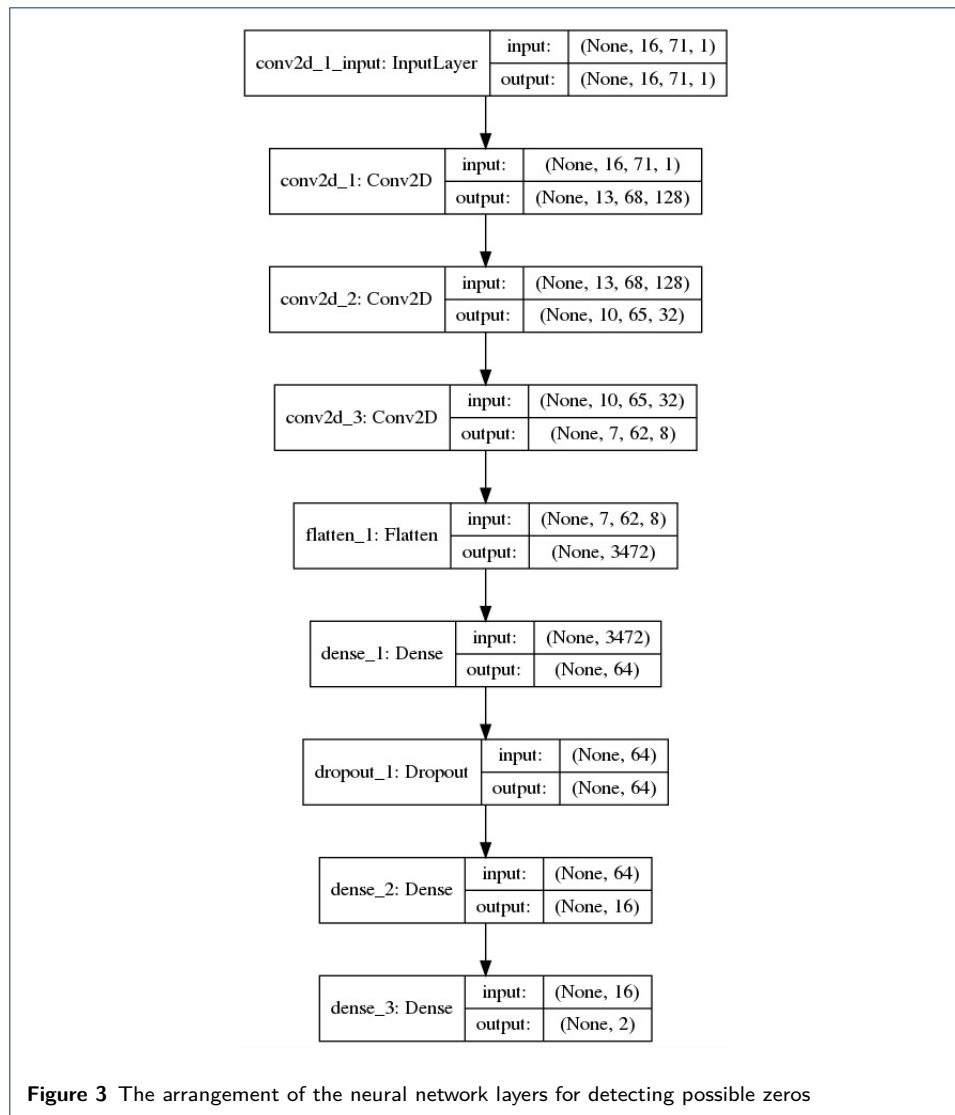 conv2d_1_input: InputLayer
input: (None, 16, 71, 1)
output: (None, 16, 71, 1)
conv2d_1: Conv2D
input: (None, 16, 71, 1)
output: (None, 13, 68, 128)
conv2d_2: Conv2D
input: (None, 13, 68, 128)
output: (None, 10, 65, 32)
conv2d_3: Conv2D
input: (None, 10, 65, 32)
output: (None, 7, 62, 8)
flatten_1: Flatten
input: (None, 7, 62, 8)
output: (None, 3472)
dense_1: Dense
input: (None, 3472)
output: (None, 64)
dropout_1: Dropout
input: (None, 64)
output: (None, 64)
dense_2: Dense
input: (None, 64)
output: (None, 16)
dense_3: Dense
input: (None, 16)
output: (None, 2)
Figure 3 The arrangement of the neural network layers for detecting possible zeros